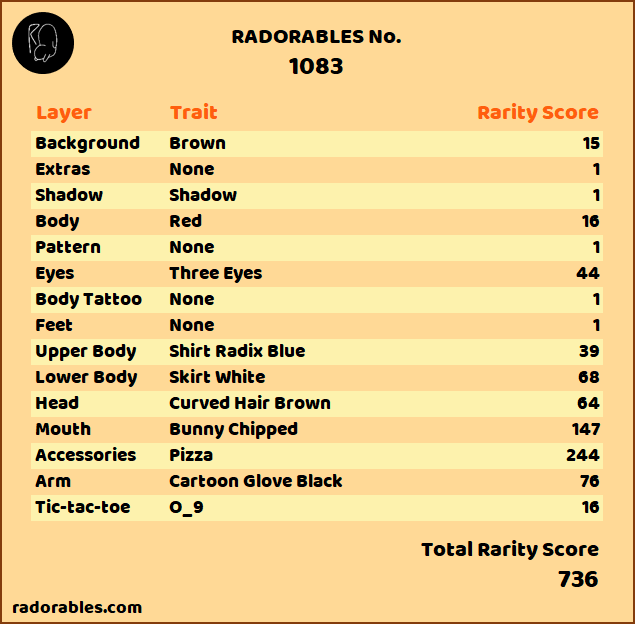 RADORABLES No.
1083
Layer Trait Rarity Score
Background Brown 15
Extras None 1
Shadow Shadow 1
Body Red 16
Pattern None 1
Eyes Three Eyes 44
Body Tattoo None 1
Feet None 1
Upper Body Shirt Radix Blue 39
Lower Body Skirt White 68
Head Curved Hair Brown 64
Mouth Bunny Chipped 147
Accessories Pizza 244
Arm Cartoon Glove Black 76
Tic-tac-toe O_9 16
Total Rarity Score
736
radorables.com